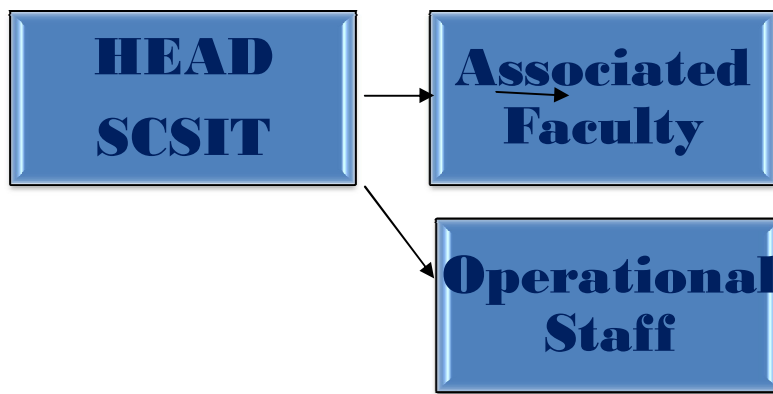 HEAD
SCSIT
Associated
Faculty
Operational
Staff